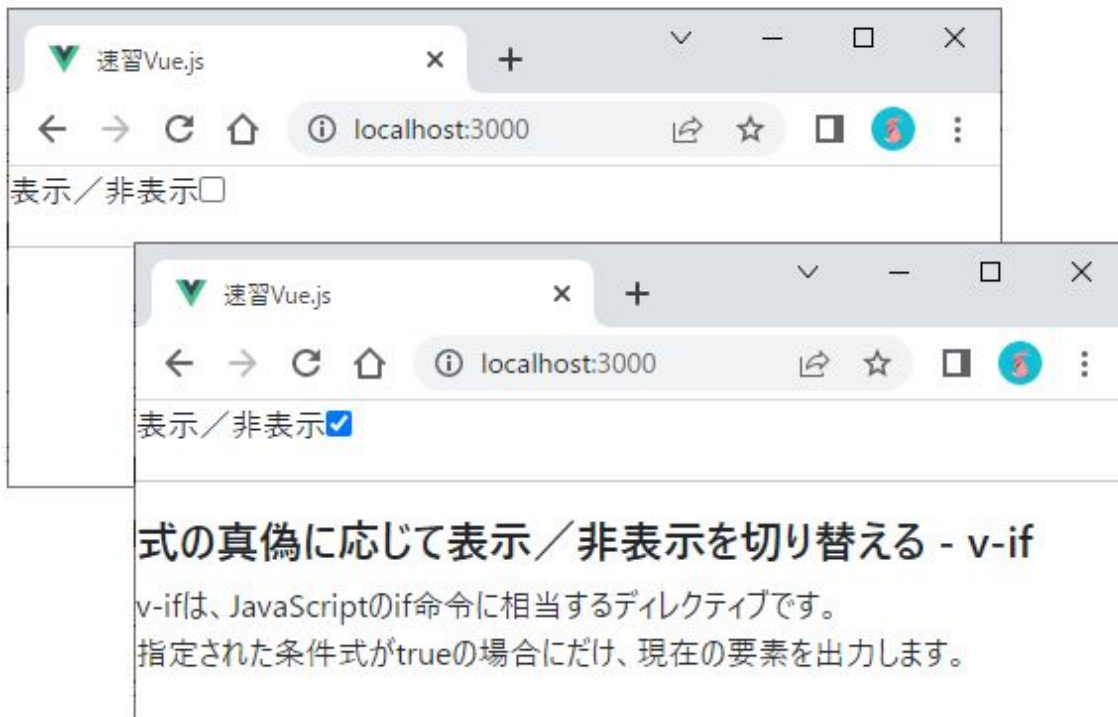 速習Vue.js
localhost:3000
表示／非表示
速習Vue.js
localhost:3000
表示／非表示
式の真偽に応じて表示／非表示を切り替える - v-if
v-ifは、JavaScriptのif命令に相当するディレクティブです。
指定された条件式がtrueの場合にだけ、現在の要素を出力します。